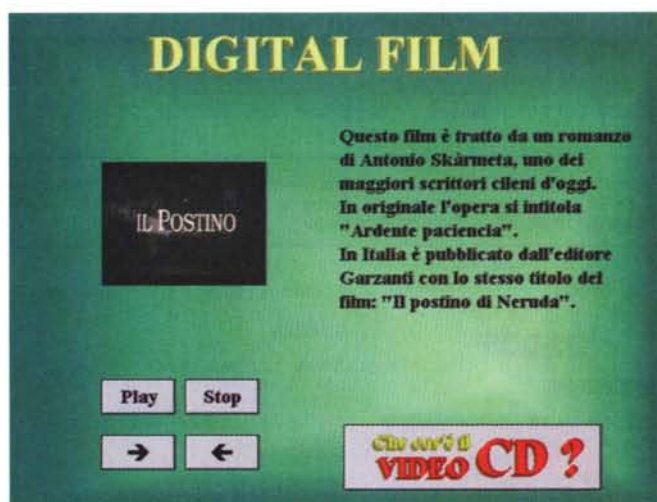 DIGITAL FILM
IL POSTINO
Questo film è tratto da un romanzo
di Antonio Skàrmeta, uno dei
maggiori scrittori cileni d'oggi.
In originale l'opera si intitola
"Ardente paciencia".
In Italia è pubblicato dall'editore
Garzanti con lo stesso titolo del
film: "Il postino di Neruda".
Play Stop
→ ←
Che cos'è il
VIDEO CD ?